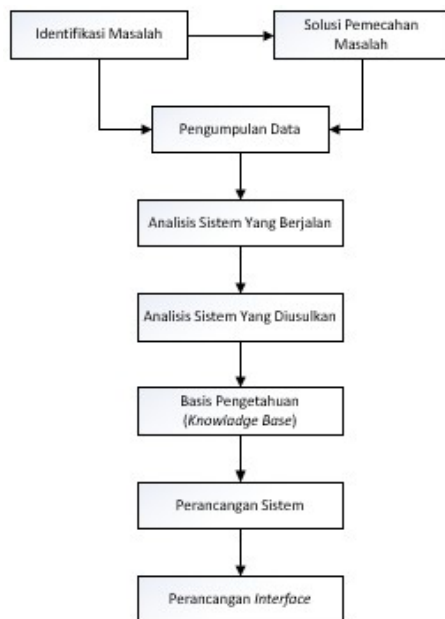 Identifikasi Masalah
Solusi Pemecahan
Masalah
Pengumpulan Data
Analisis Sistem Yang Berjalan
Analisis Sistem Yang Diusulkan
Basis Pengetahuan
(Knowladge Base)
Perancangan Sistem
Perancangan Interface